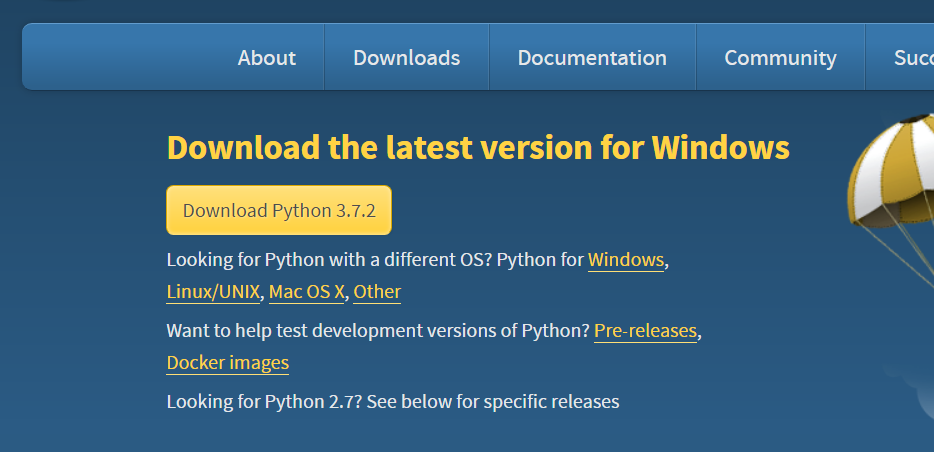 About Downloads Documentation Community Succ
Download the latest version for Windows
Download Python 3.7.2
Looking for Python with a different OS? Python for Windows,
Linux/UNIX, Mac OS X, Other
Want to help test development versions of Python? Pre-releases,
Docker images
Looking for Python 2.7? See below for specific releases